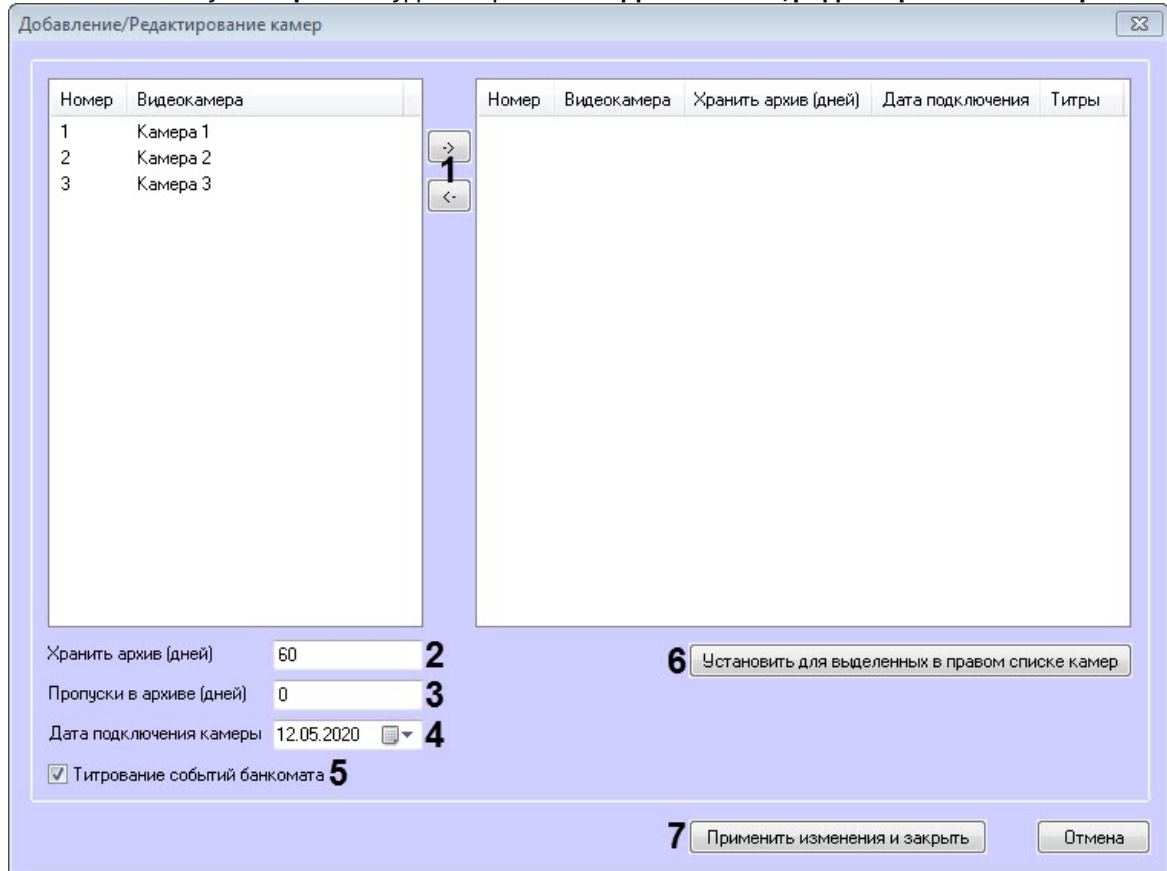 Добавление/Редактирование камер
Номер Видеокамера
1 Камера 1
2 Камера 2
3 Камера 3
->
1
<-
Номер Видеокамера Хранить архив (дней) Дата подключения Титры
Хранить архив (дней) 60 2
6 Установить для выделенных в правом списке камер
Пропуски в архиве (дней) 0 3
Дата подключения камеры 12.05.2020 4
Титрование событий банкомата 5
7 Применить изменения и закрыть
Отмена